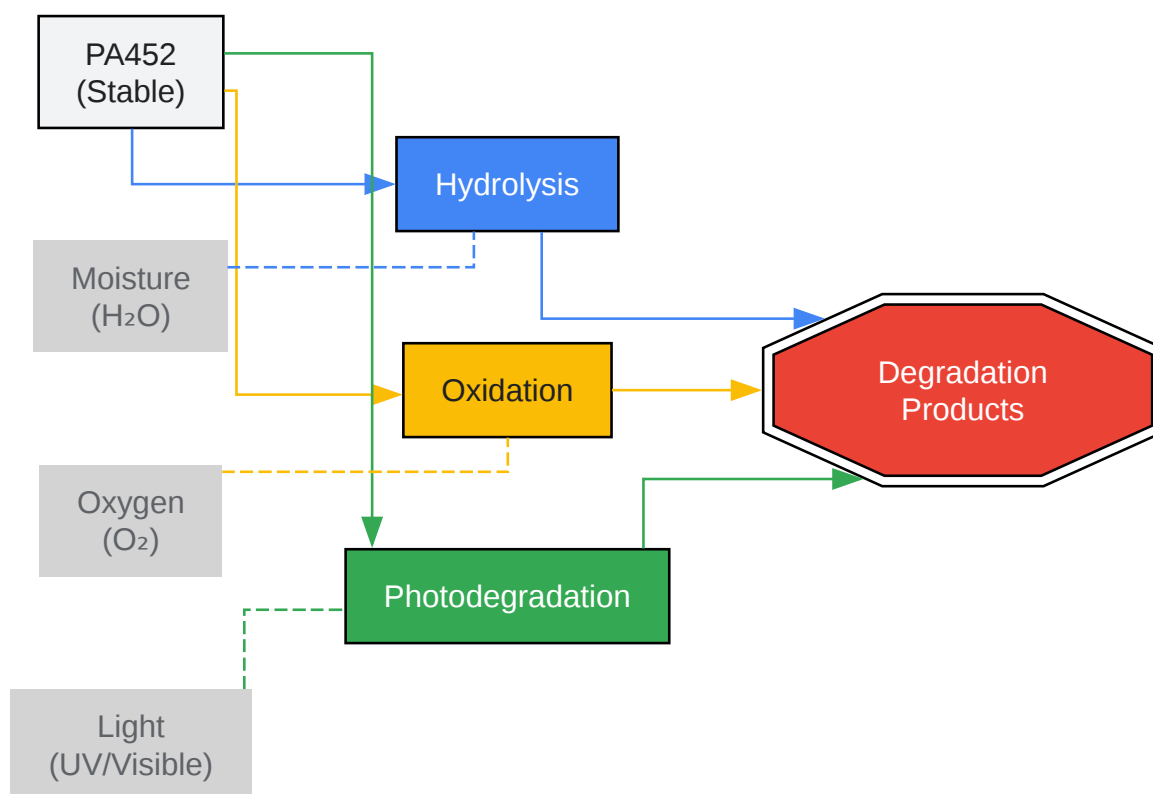 PA452
(Stable)
Hydrolysis
Moisture
(H₂O)
Oxidation
Degradation
Products
Oxygen
(O₂)
Photodegradation
Light
(UV/Visible)